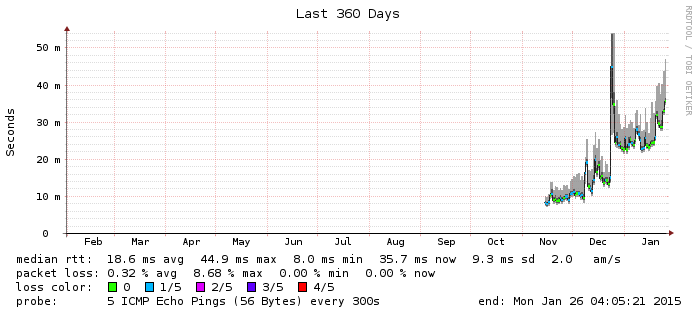 Last 360 Days
RRDTOOL / TOBI OETIKER
Seconds
50 m
40 m
30 m
20 m
10 m
0
Feb Mar Apr May Jun Jul Aug Sep Oct Nov Dec Jan
median rtt: 18.6 ms avg 44.9 ms max 8.0 ms min 35.7 ms now 9.3 ms sd 2.0 am/s
packet loss: 0.32 % avg 8.68 % max 0.00 % min 0.00 % now
loss color: 0 1/5 2/5 3/5 4/5
probe: 5 ICMP Echo Pings (56 Bytes) every 300s end: Mon Jan 26 04:05:21 2015